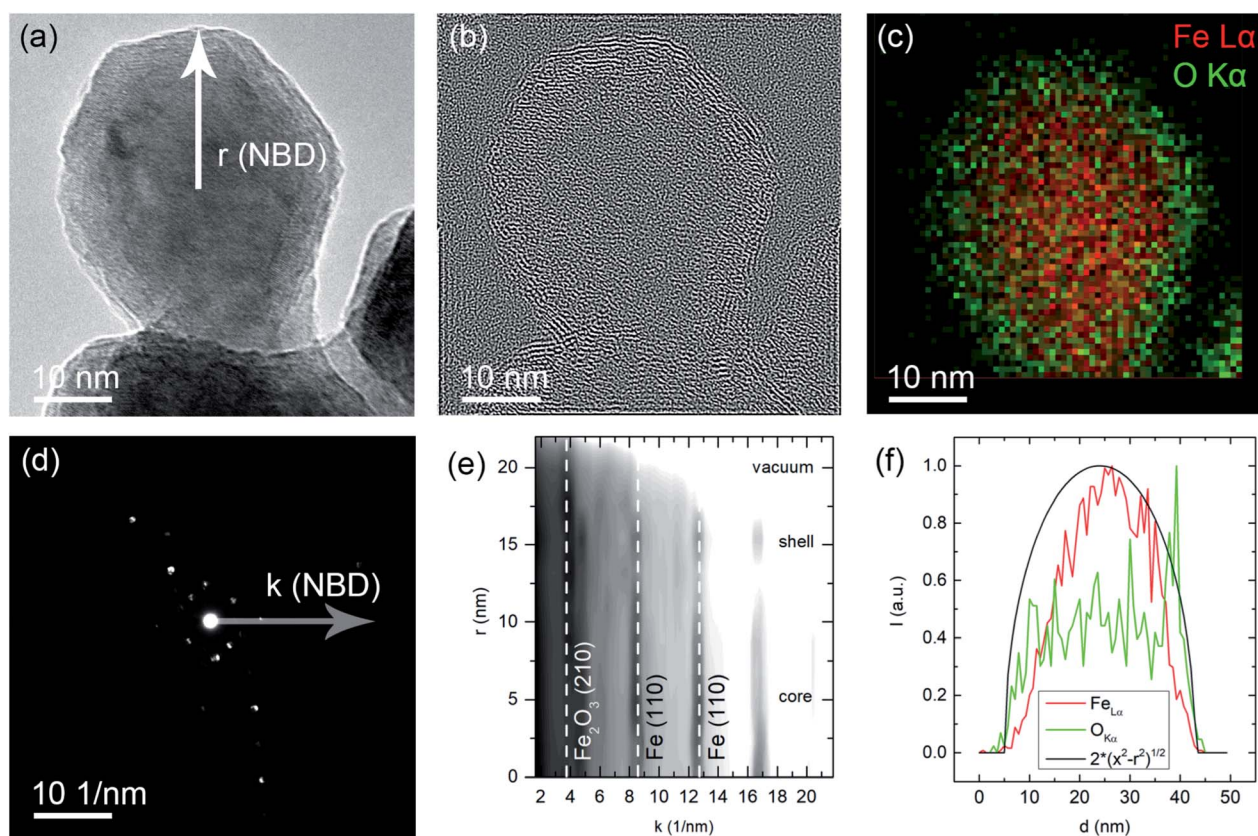 (a)
r (NBD)
10 nm
(b)
10 nm
(c)
Fe Lα
O Kα
10 nm
(d)
k (NBD)
10 1/nm
(e)
20
15
10
5
0
r (nm)
vacuum
shell
core
Fe₂O₃ (210)
Fe (110)
Fe (110)
2 4 6 8 10 12 14 16 18 20
k (1/nm)
(f)
1.0
0.8
0.6
0.4
0.2
0.0
I (a.u.)
Fe_Lα
O_Kα
2*(x²-r²)^1/2
0 10 20 30 40 50
d (nm)